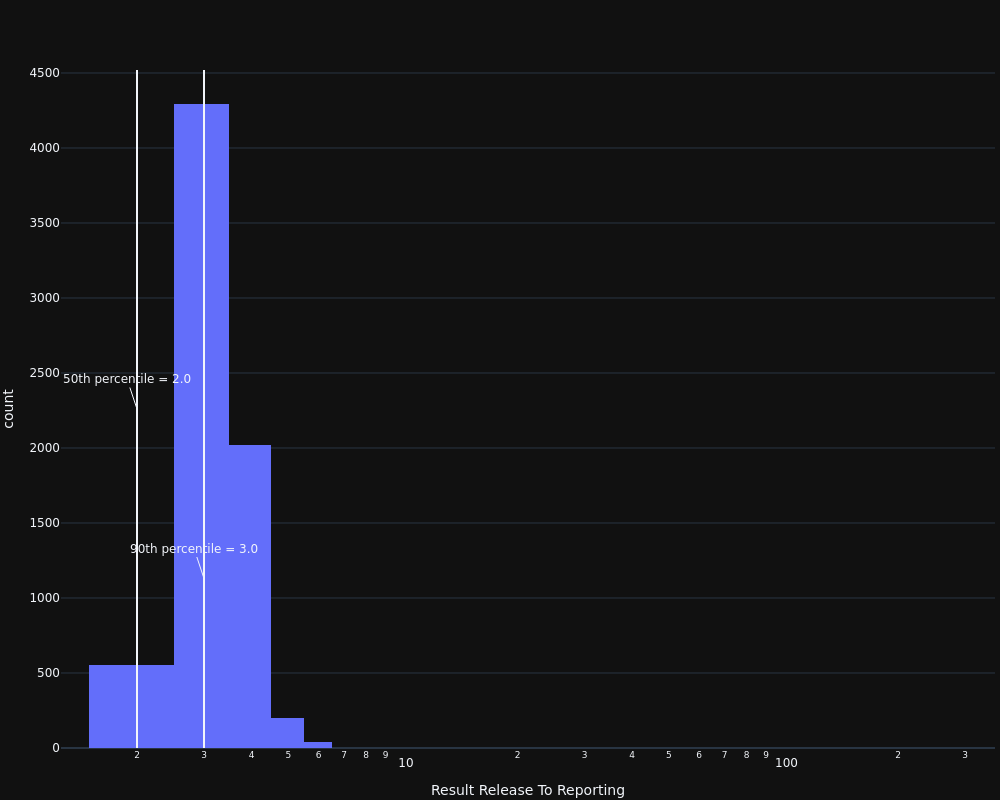 4500
4000
3500
3000
2500
50th percentile = 2.0
count
2000
1500
90th percentile = 3.0
1000
500
0
2 3 4 5 6 7 8 9 10 2 3 4 5 6 7 8 9 100 2 3
Result Release To Reporting